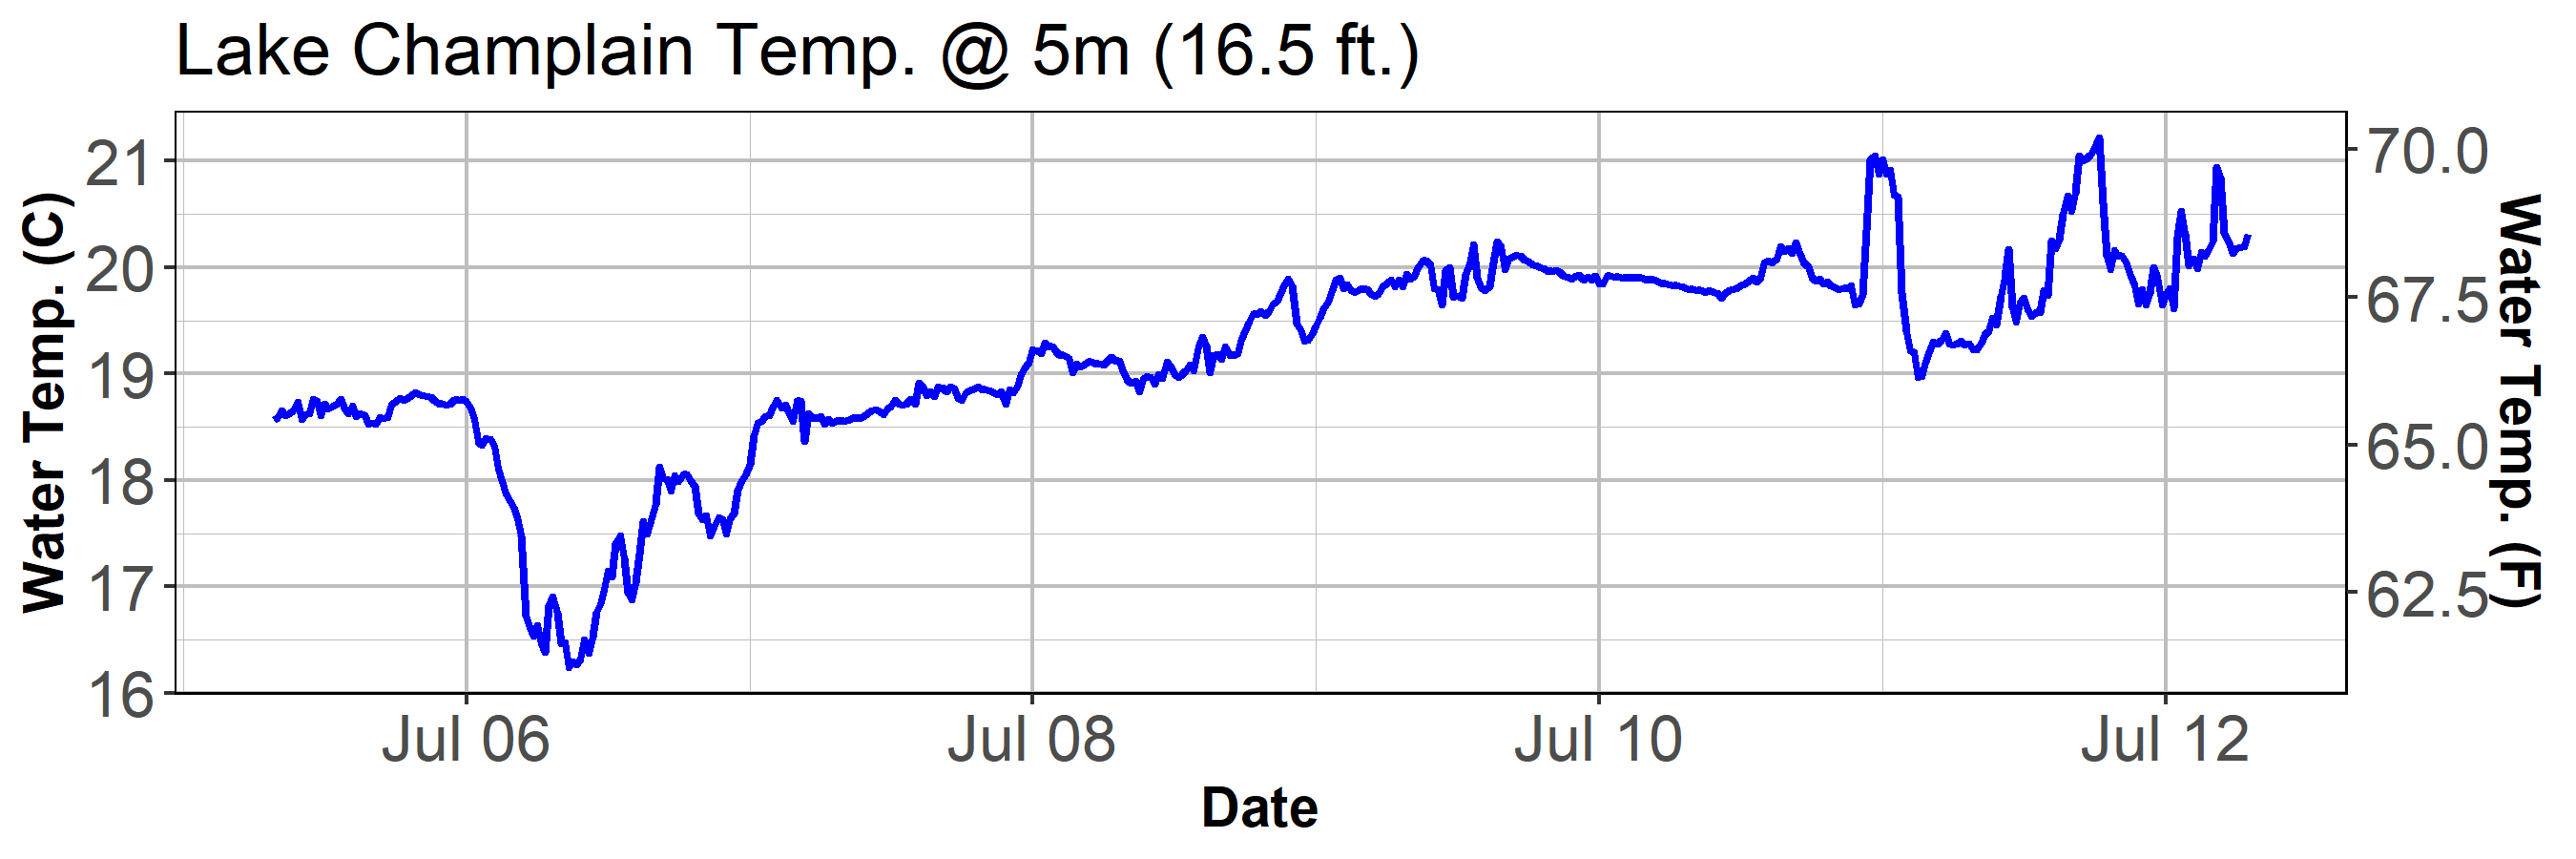 Lake Champlain Temp. @ 5m (16.5 ft.)
Water Temp. (C)
21
20
19
18
17
16
70.0
67.5
65.0
62.5
Water Temp. (F)
Jul 06 Jul 08 Jul 10 Jul 12
Date